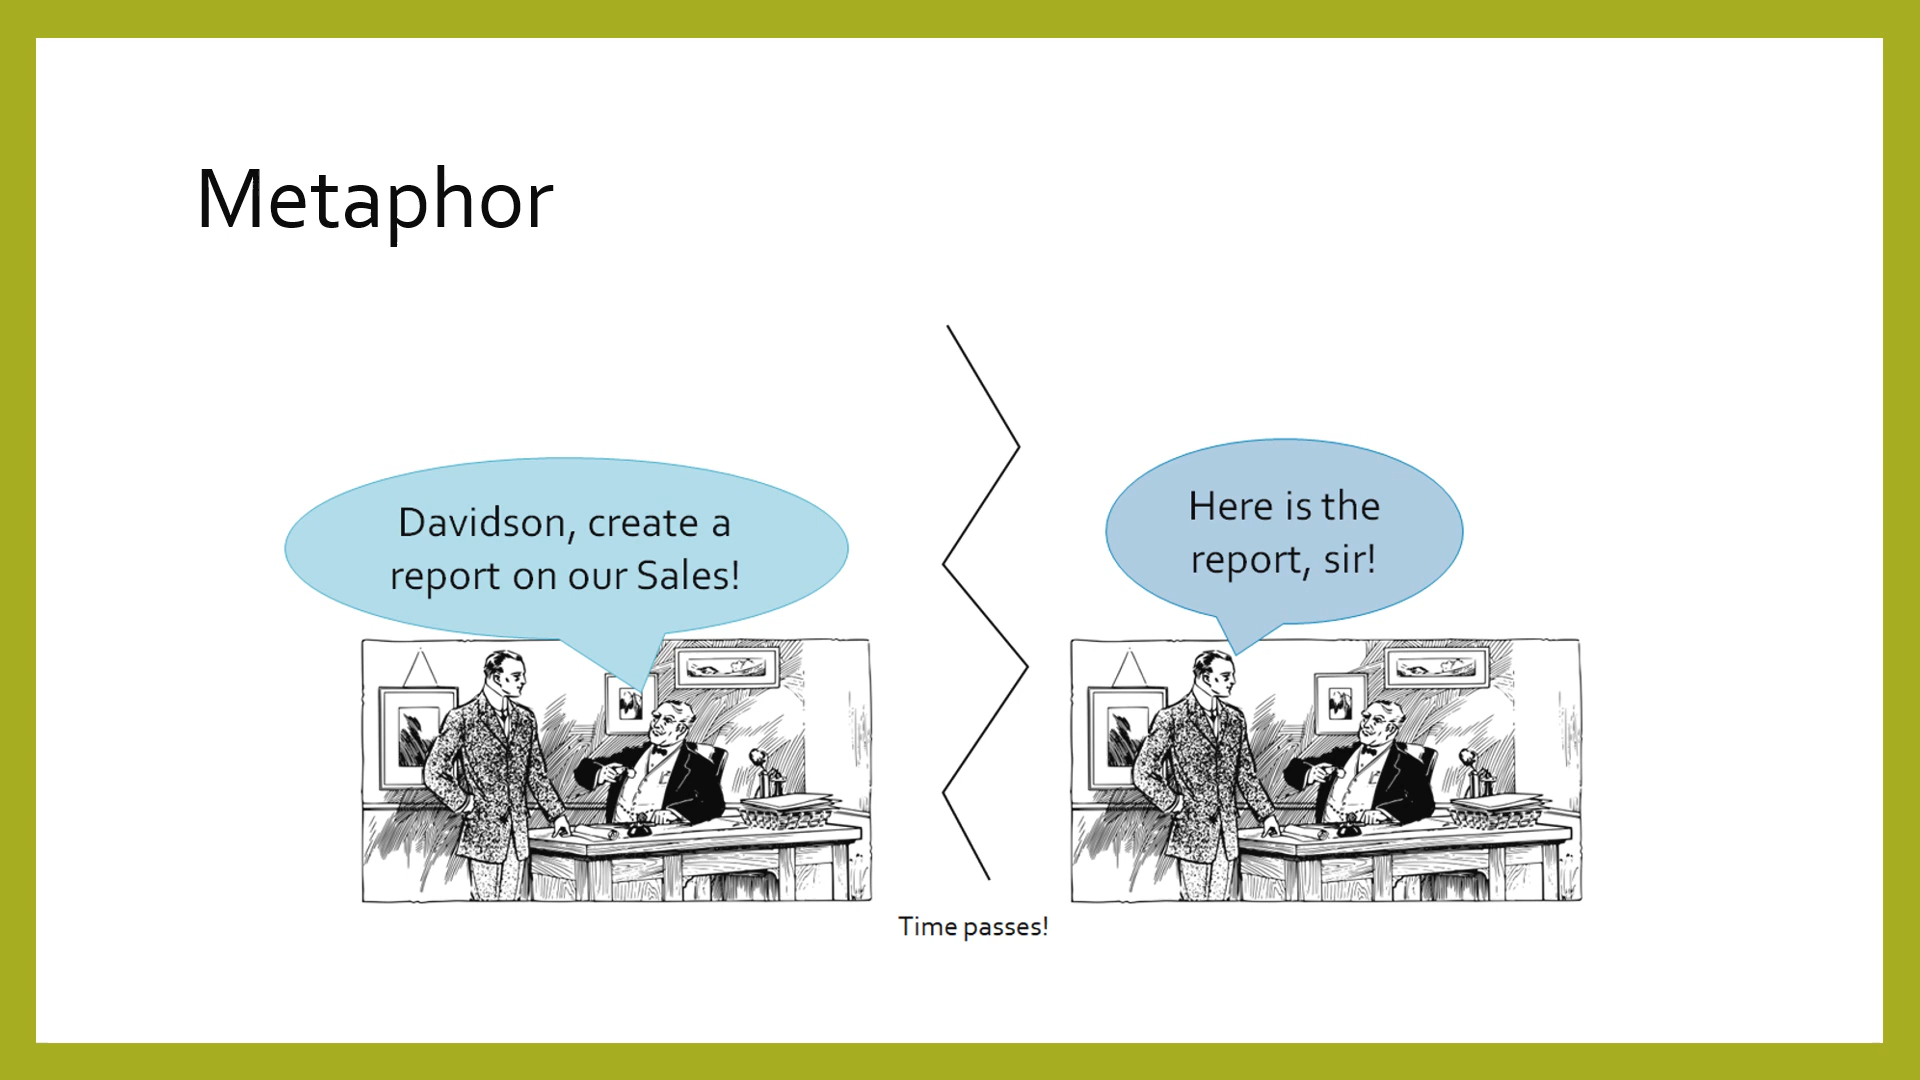 Metaphor
Davidson, create a
report on our Sales!
Here is the
report, sir!
Time passes!